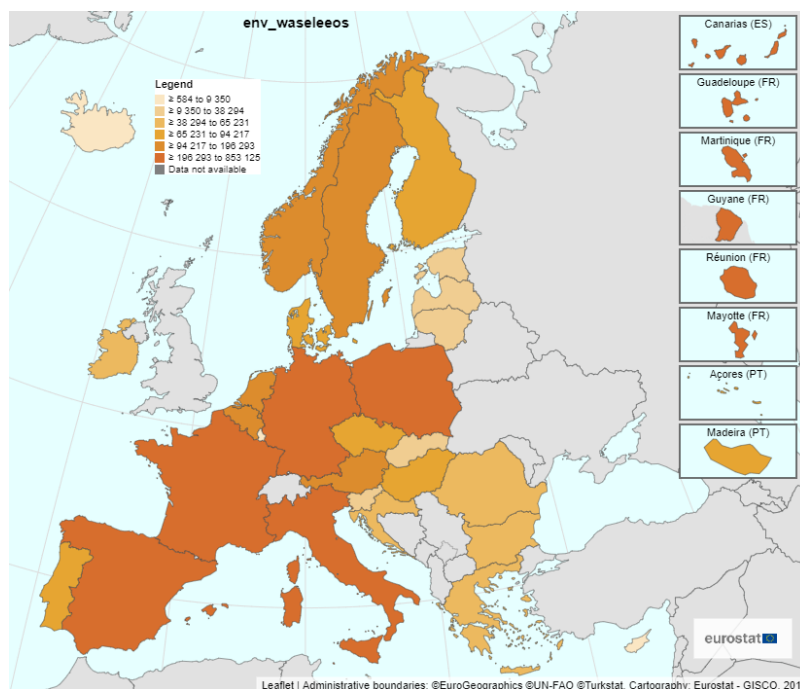 env_waseleeos
Legend
≥ 584 to 9 350
≥ 9 350 to 38 294
≥ 38 294 to 65 231
≥ 65 231 to 94 217
≥ 94 217 to 196 293
≥ 196 293 to 853 125
Data not available
Canarias (ES)
Guadeloupe (FR)
Martinique (FR)
Guyane (FR)
Réunion (FR)
Mayotte (FR)
Açores (PT)
Madeira (PT)
eurostat
Leaflet | Administrative boundaries: ©EuroGeographics ©UN-FAO ©Turkstat, Cartography: Eurostat - GISCO, 201